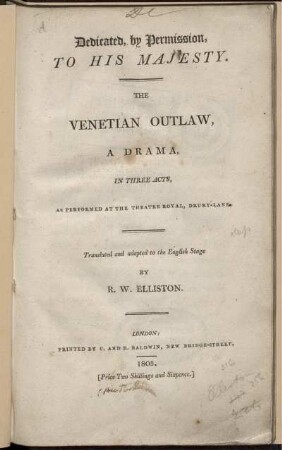 Dedicated, by Permission,
TO HIS MAJESTY.
THE
VENETIAN OUTLAW,
A DRAMA,
IN THREE ACTS,
AS PERFORMED AT THE THEATRE ROYAL, DRURY-LANE.
Translated and adapted to the English Stage
BY
R. W. ELLISTON.
LONDON:
PRINTED BY C. AND R. BALDWIN, NEW BRIDGE-STREET.
1805.
[Price Two Shillings and Sixpence.]